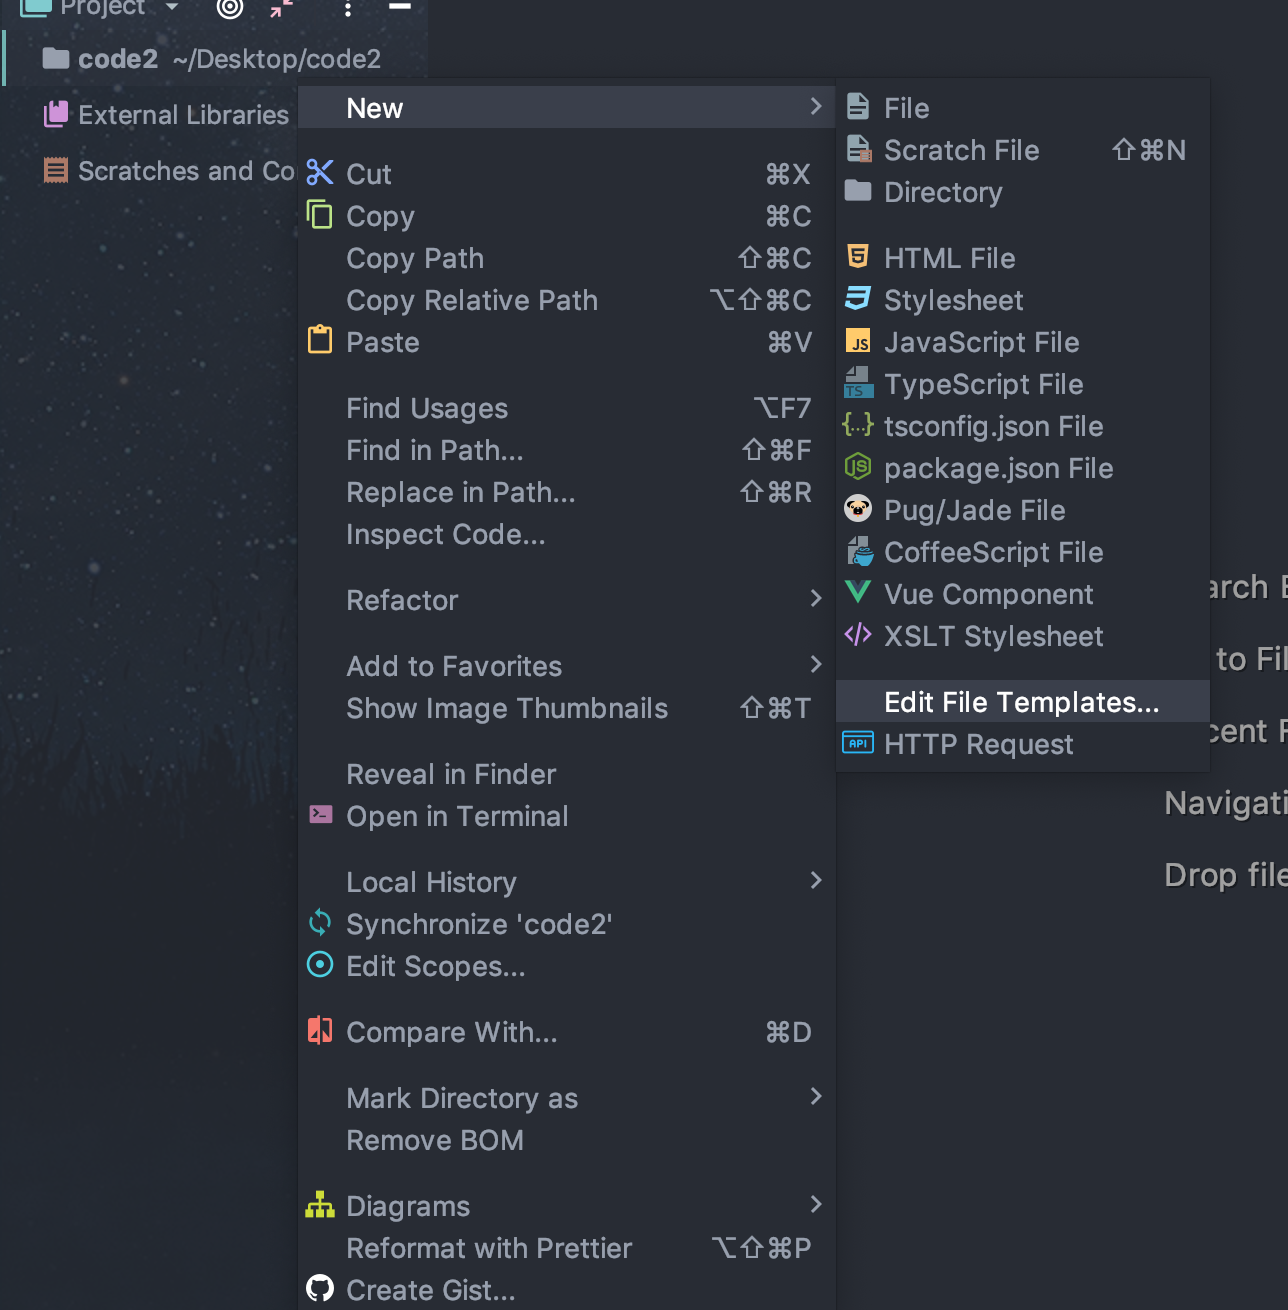 Project
code2 ~/Desktop/code2
External Libraries
Scratches and Co
New
Cut ⌘X
Copy ⌘C
Copy Path ⇧⌘C
Copy Relative Path ⌥⇧⌘C
Paste ⌘V
Find Usages ⌥F7
Find in Path... ⇧⌘F
Replace in Path... ⇧⌘R
Inspect Code...
Refactor
Add to Favorites
Show Image Thumbnails ⇧⌘T
Reveal in Finder
Open in Terminal
Local History
Synchronize 'code2'
Edit Scopes...
Compare With... ⌘D
Mark Directory as
Remove BOM
Diagrams
Reformat with Prettier ⌥⇧⌘P
Create Gist...
File
Scratch File ⇧⌘N
Directory
HTML File
Stylesheet
JS JavaScript File
TS TypeScript File
{...} tsconfig.json File
JS package.json File
Pug/Jade File
CoffeeScript File
Vue Component
</> XSLT Stylesheet
Edit File Templates...
API HTTP Request
arch E
to Fil
cent F
Navigati
Drop file